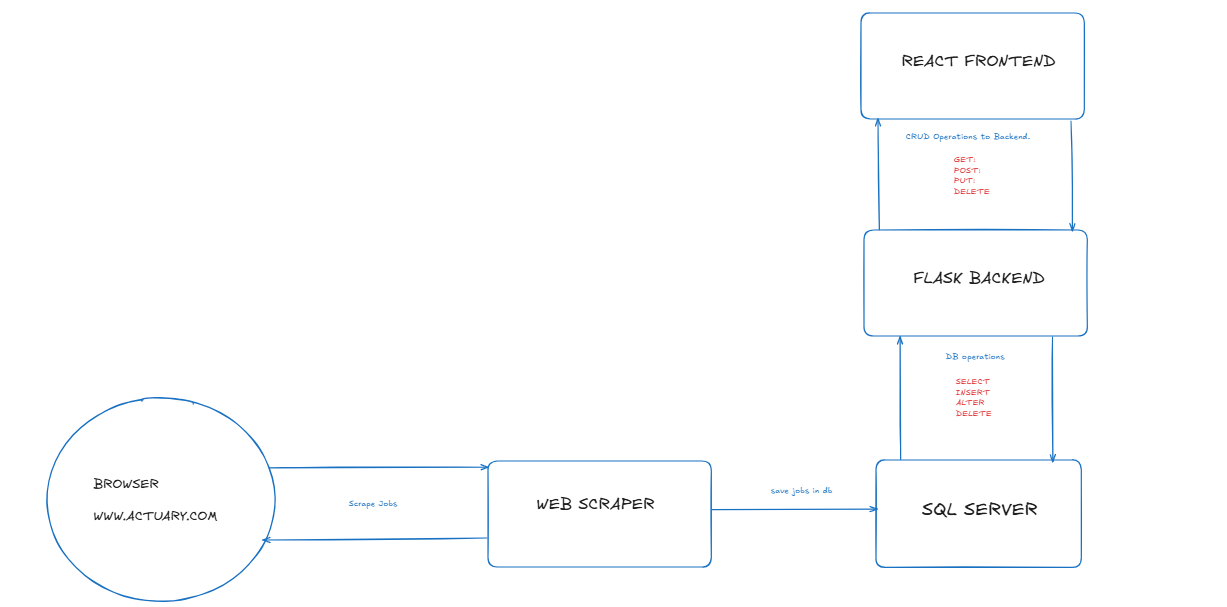 REACT FRONTEND
CRUD Operations to Backend.
GET:
POST:
PUT:
DELETE
FLASK BACKEND
DB operations
SELECT
INSERT
ALTER
DELETE
BROWSER
WWW.ACTUARY.COM
Scrape Jobs
WEB SCRAPER
save jobs in db
SQL SERVER